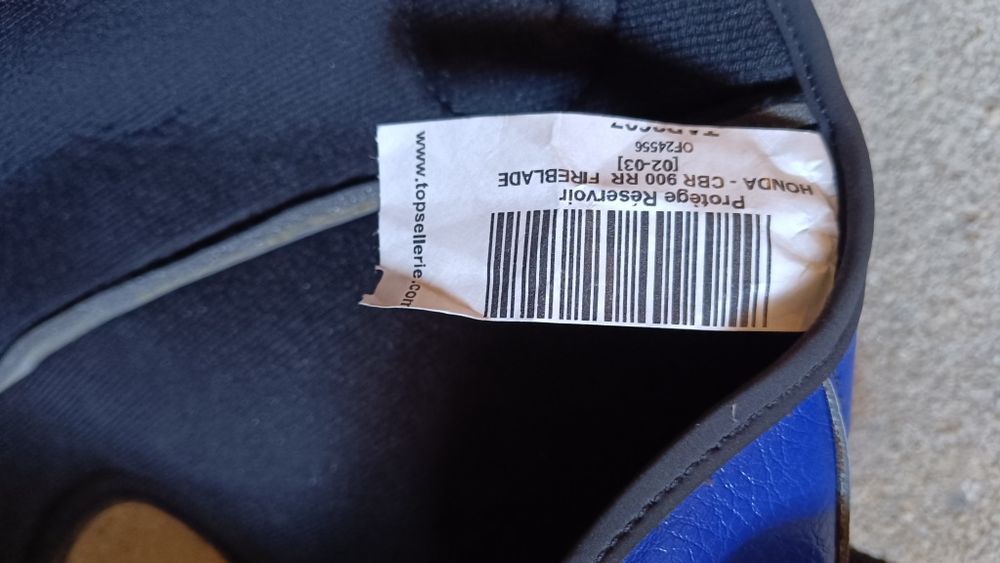 Protège Réservoir
HONDA - CBR 900 RR FIREBLADE
[02-03]
OF24556
www.topsellerie.com